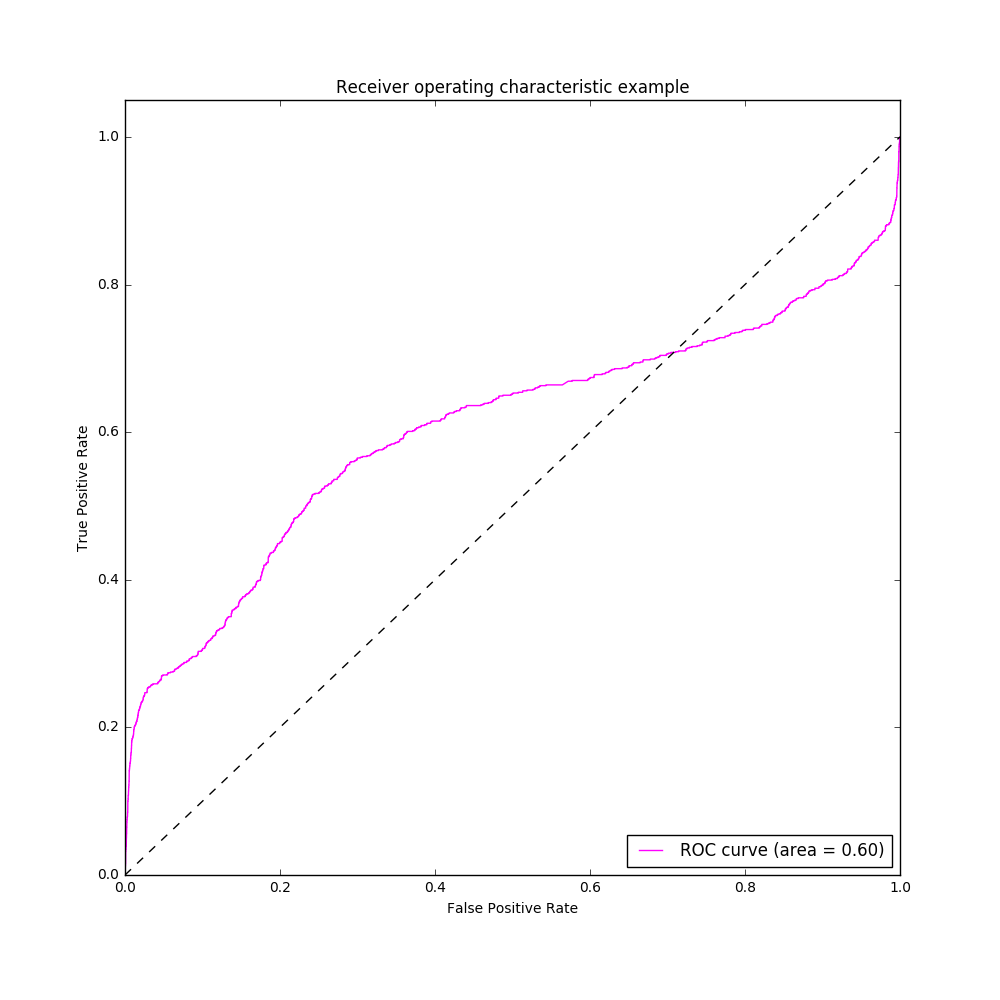 Receiver operating characteristic example
1.0
0.8
0.6
0.4
0.2
0.0
True Positive Rate
0.0 0.2 0.4 0.6 0.8 1.0
False Positive Rate
ROC curve (area = 0.60)